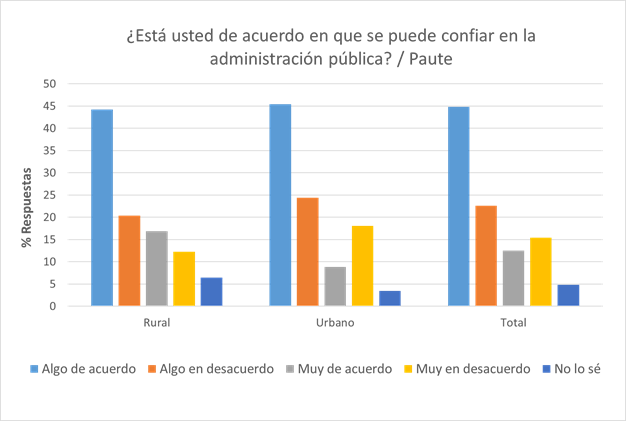 ¿Está usted de acuerdo en que se puede confiar en la
administración pública? / Paute
% Respuestas
50
45
40
35
30
25
20
15
10
5
0
Rural
Urbano
Total
Algo de acuerdo
Algo en desacuerdo
Muy de acuerdo
Muy en desacuerdo
No lo sé